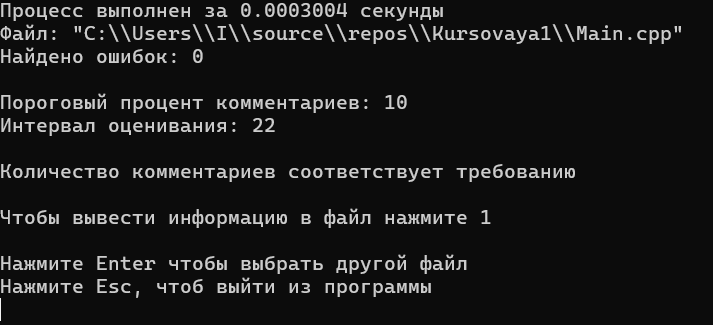 Процесс выполнен за 0.0003004 секунды
Файл: "C:\\Users\\I\\source\\repos\\Kursovaya1\\Main.cpp"
Найдено ошибок: 0
Пороговый процент комментариев: 10
Интервал оценивания: 22
Количество комментариев соответствует требованию
Чтобы вывести информацию в файл нажмите 1
Нажмите Enter чтобы выбрать другой файл
Нажмите Esc, чтоб выйти из программы